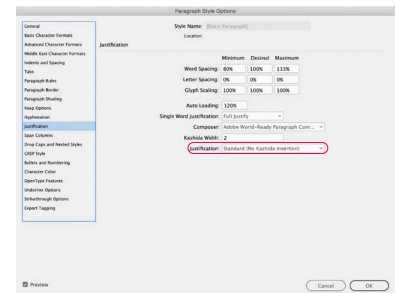 Paragraph Style Options
General
Basic Character Formats
Advanced Character Formats
Middle East Character Formats
Indents and Spacing
Tabs
Paragraph Rules
Paragraph Border
Paragraph Shading
Keep Options
Hyphenation
Justification
Span Columns
Drop Caps and Nested Styles
GREP Style
Bullets and Numbering
Character Color
OpenType Features
Underline Options
Strikethrough Options
Export Tagging
Style Name: [Basic Paragraph]
Location:
Justification
Minimum Desired Maximum
Word Spacing: 80% 100% 133%
Letter Spacing: 0% 0% 0%
Glyph Scaling: 100% 100% 100%
Auto Leading: 120%
Single Word Justification: Full Justify
Composer: Adobe World-Ready Paragraph Com...
Kashida Width: 2
Justification: Standard (No Kashida insertion)
Preview
Cancel OK